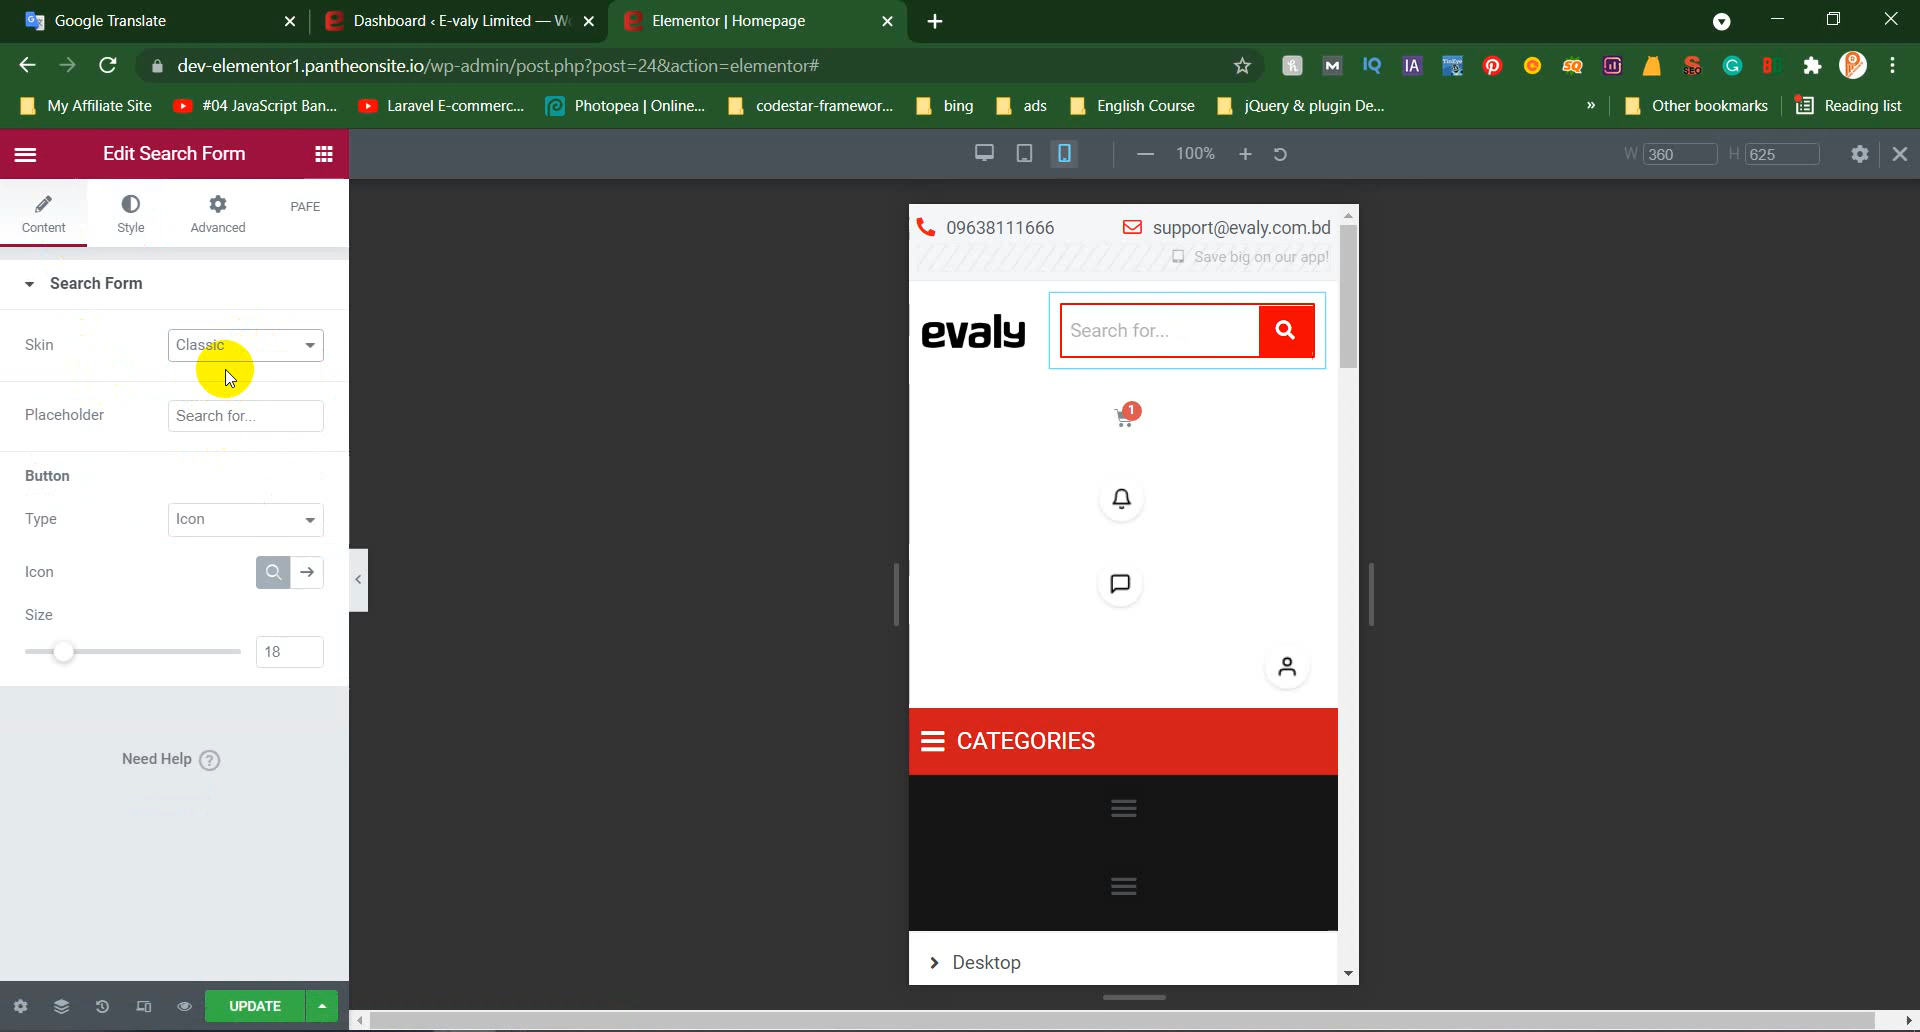 Google Translate
Dashboard ‹ E-valy Limited — W
Elementor | Homepage
dev-elementor1.pantheonsite.io/wp-admin/post.php?post=24&action=elementor#
My Affiliate Site
#04 JavaScript Ban...
Laravel E-commerc...
Photopea | Online...
codestar-framewor...
bing
ads
English Course
jQuery & plugin De...
»
Other bookmarks
Reading list
Edit Search Form
100%
W 360
H 625
Content
Style
Advanced
PAFE
Search Form
Skin
Classic
Placeholder
Search for...
Button
Type
Icon
Icon
Size
18
Need Help ?
UPDATE
09638111666
support@evaly.com.bd
Save big on our app!
evaly
Search for...
1
CATEGORIES
Desktop